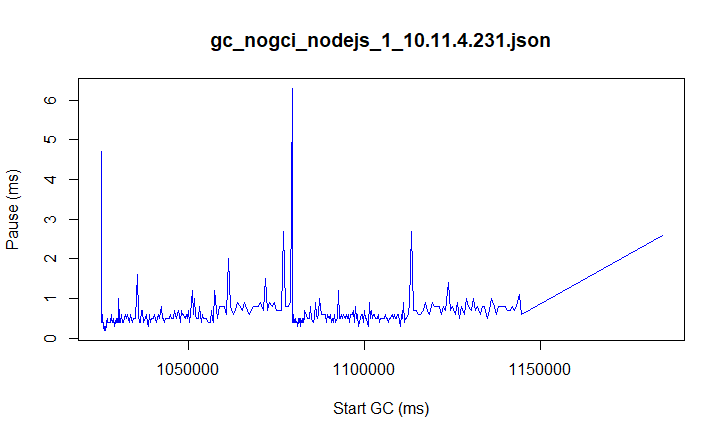 gc_nogci_nodejs_1_10.11.4.231.json
Pause (ms)
6
5
4
3
2
1
0
1050000 1100000 1150000
Start GC (ms)